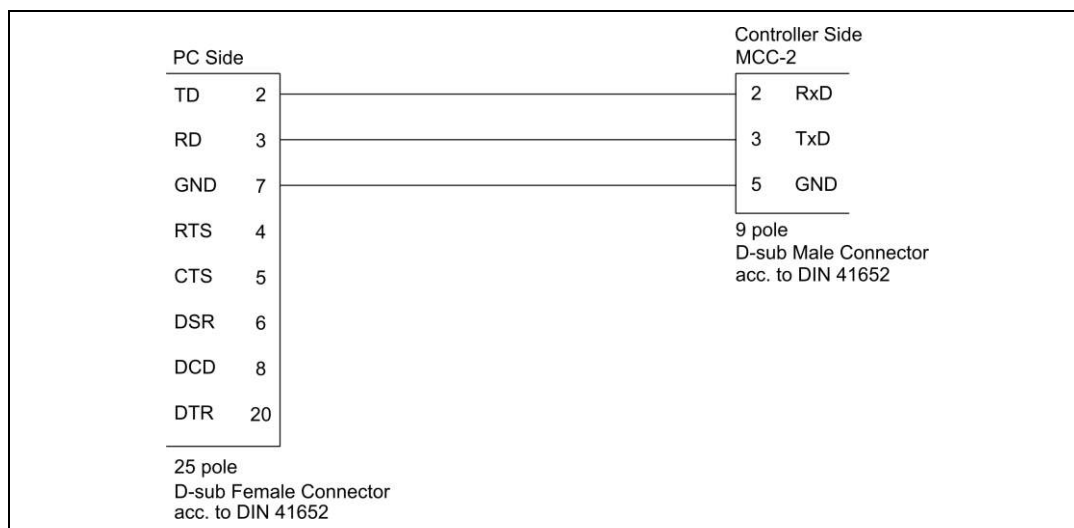 PC Side
TD 2
RD 3
GND 7
RTS 4
CTS 5
DSR 6
DCD 8
DTR 20
25 pole
D-sub Female Connector
acc. to DIN 41652
Controller Side
MCC-2
2 RxD
3 TxD
5 GND
9 pole
D-sub Male Connector
acc. to DIN 41652